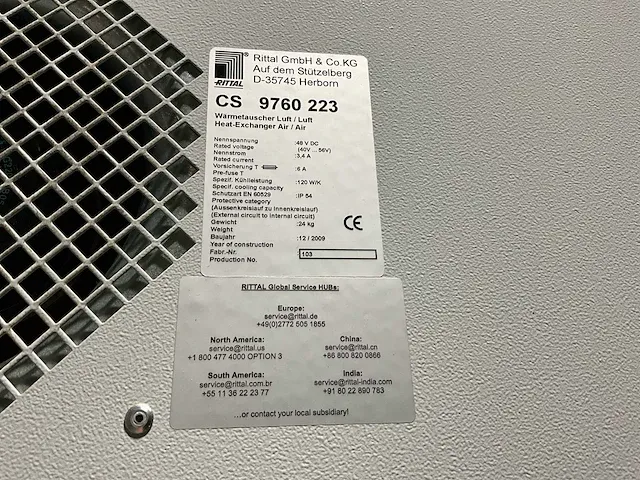 RITTAL ®
Rittal GmbH & Co.KG
Auf dem Stützelberg
D-35745 Herborn
CS 9760 223
Wärmetauscher Luft / Luft
Heat-Exchanger Air / Air
Nennspannung :48 V DC
Rated voltage (40V ... 56V)
Nennstrom :3,4 A
Rated current
Vorsicherung T :6 A
Pre-fuse T
Spezif. Kühlleistung :120 W/K
Specif. cooling capacity
Schutzart EN 60529 :IP 54
Protective category
(Aussenkreislauf zu Innenkreislauf)
(External circuit to Internal circuit)
Gewicht :24 kg
Weight
Baujahr :12 / 2009
Year of construction
Fabr.-Nr. : 103
Production No.
CE
RITTAL Global Service HUBs:
Europe:
service@rittal.de
+49(0)2772 505 1855
North America:
service@rittal.us
+1 800 477 4000 OPTION 3
China:
service@rittal.cn
+86 800 820 0866
South America:
service@rittal.com.br
+55 11 36 22 23 77
India:
service@rittal-india.com
+91 80 22 890 783
...or contact your local subsidiary!